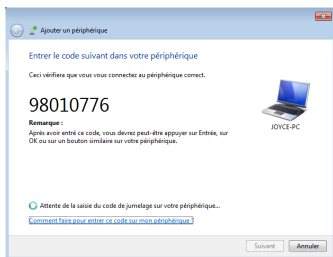 Ajouter un périphérique
Entrer le code suivant dans votre périphérique
Ceci vérifiera que vous vous connectez au périphérique correct.
98010776
Remarque :
Après avoir entré ce code, vous devrez peut-être appuyer sur Entrée, sur
OK ou sur un bouton similaire sur votre périphérique.
JOYCE-PC
Attente de la saisie du code de jumelage sur votre périphérique...
Comment faire pour entrer ce code sur mon périphérique ?
Suivant Annuler